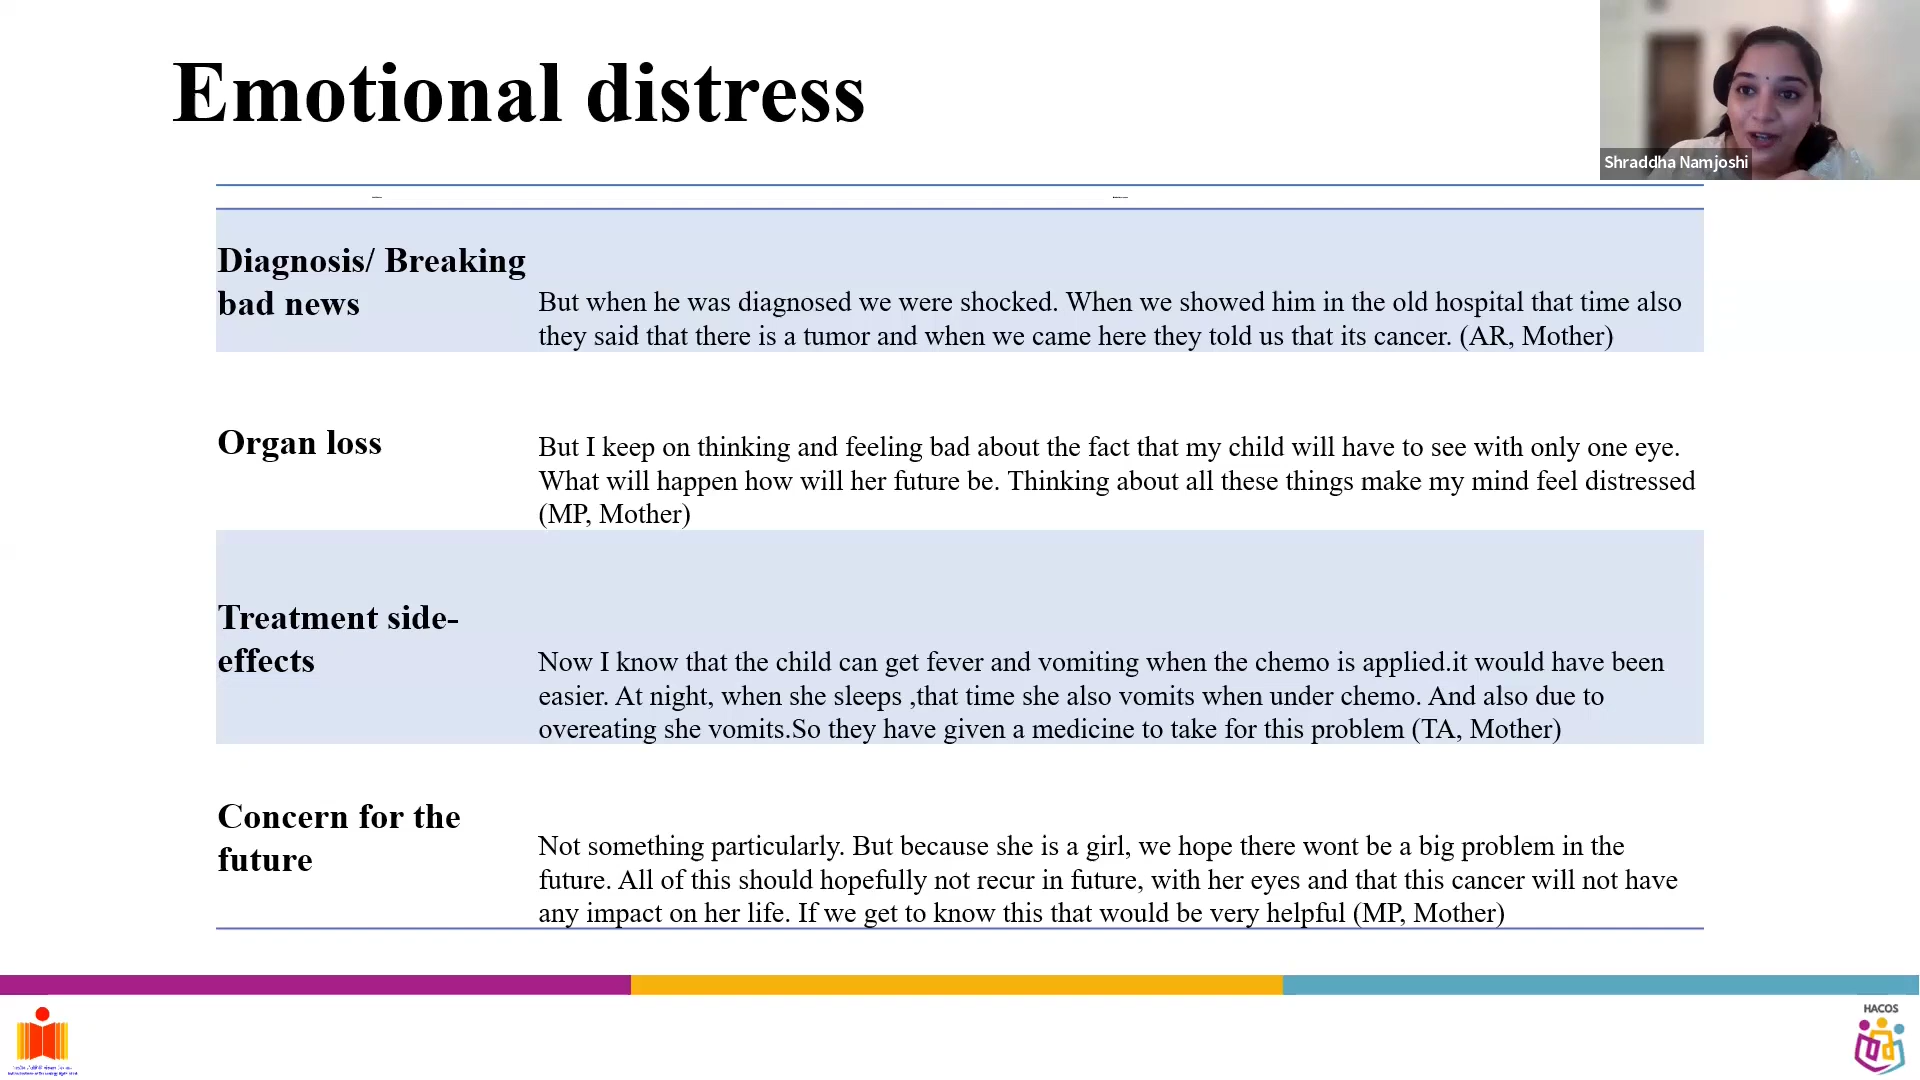 Emotional distress
Shraddha Namjoshi
Diagnosis/ Breaking
bad news
But when he was diagnosed we were shocked. When we showed him in the old hospital that time also
they said that there is a tumor and when we came here they told us that its cancer. (AR, Mother)
Organ loss
But I keep on thinking and feeling bad about the fact that my child will have to see with only one eye.
What will happen how will her future be. Thinking about all these things make my mind feel distressed
(MP, Mother)
Treatment side-
effects
Now I know that the child can get fever and vomiting when the chemo is applied.it would have been
easier. At night, when she sleeps ,that time she also vomits when under chemo. And also due to
overeating she vomits.So they have given a medicine to take for this problem (TA, Mother)
Concern for the
future
Not something particularly. But because she is a girl, we hope there wont be a big problem in the
future. All of this should hopefully not recur in future, with her eyes and that this cancer will not have
any impact on her life. If we get to know this that would be very helpful (MP, Mother)
HACOS